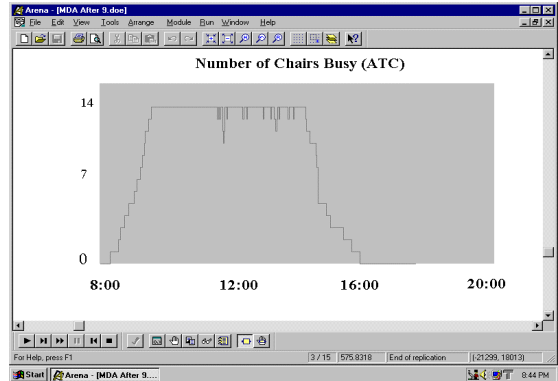 Arena - [MDA After 9.doe]
File Edit View Tools Arrange Module Run Window Help
Number of Chairs Busy (ATC)
14
7
0
8:00 12:00 16:00 20:00
For Help, press F1 3 / 15 575.8318 End of replication (-21299, 18013)
Start Arena - [MDA After 9.... 8:44 PM